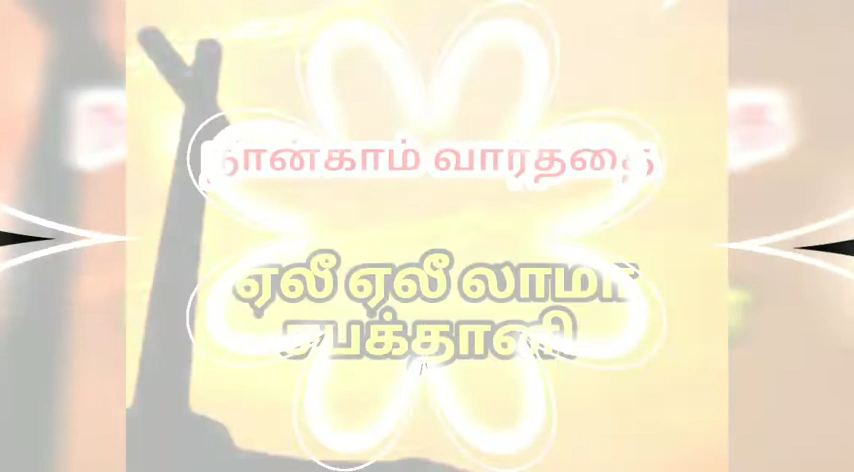 நான்காம் வார்த்தை
ஏலீ ஏலீ லாமா
சபக்தானி